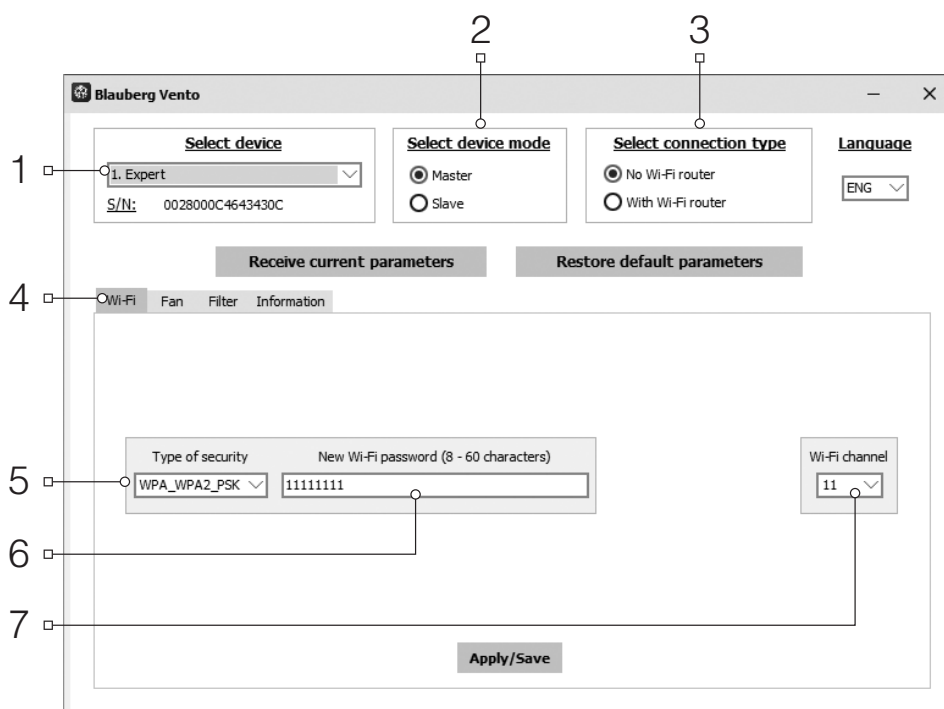 2 3
Blauberg Vento
Select device Select device mode Select connection type Language
1 1. Expert Master No Wi-Fi router ENG
S/N: 0028000C4643430C Slave With Wi-Fi router
Receive current parameters Restore default parameters
4 Wi-Fi Fan Filter Information
Type of security New Wi-Fi password (8 - 60 characters) Wi-Fi channel
5 WPA_WPA2_PSK 11111111 11
6
7
Apply/Save